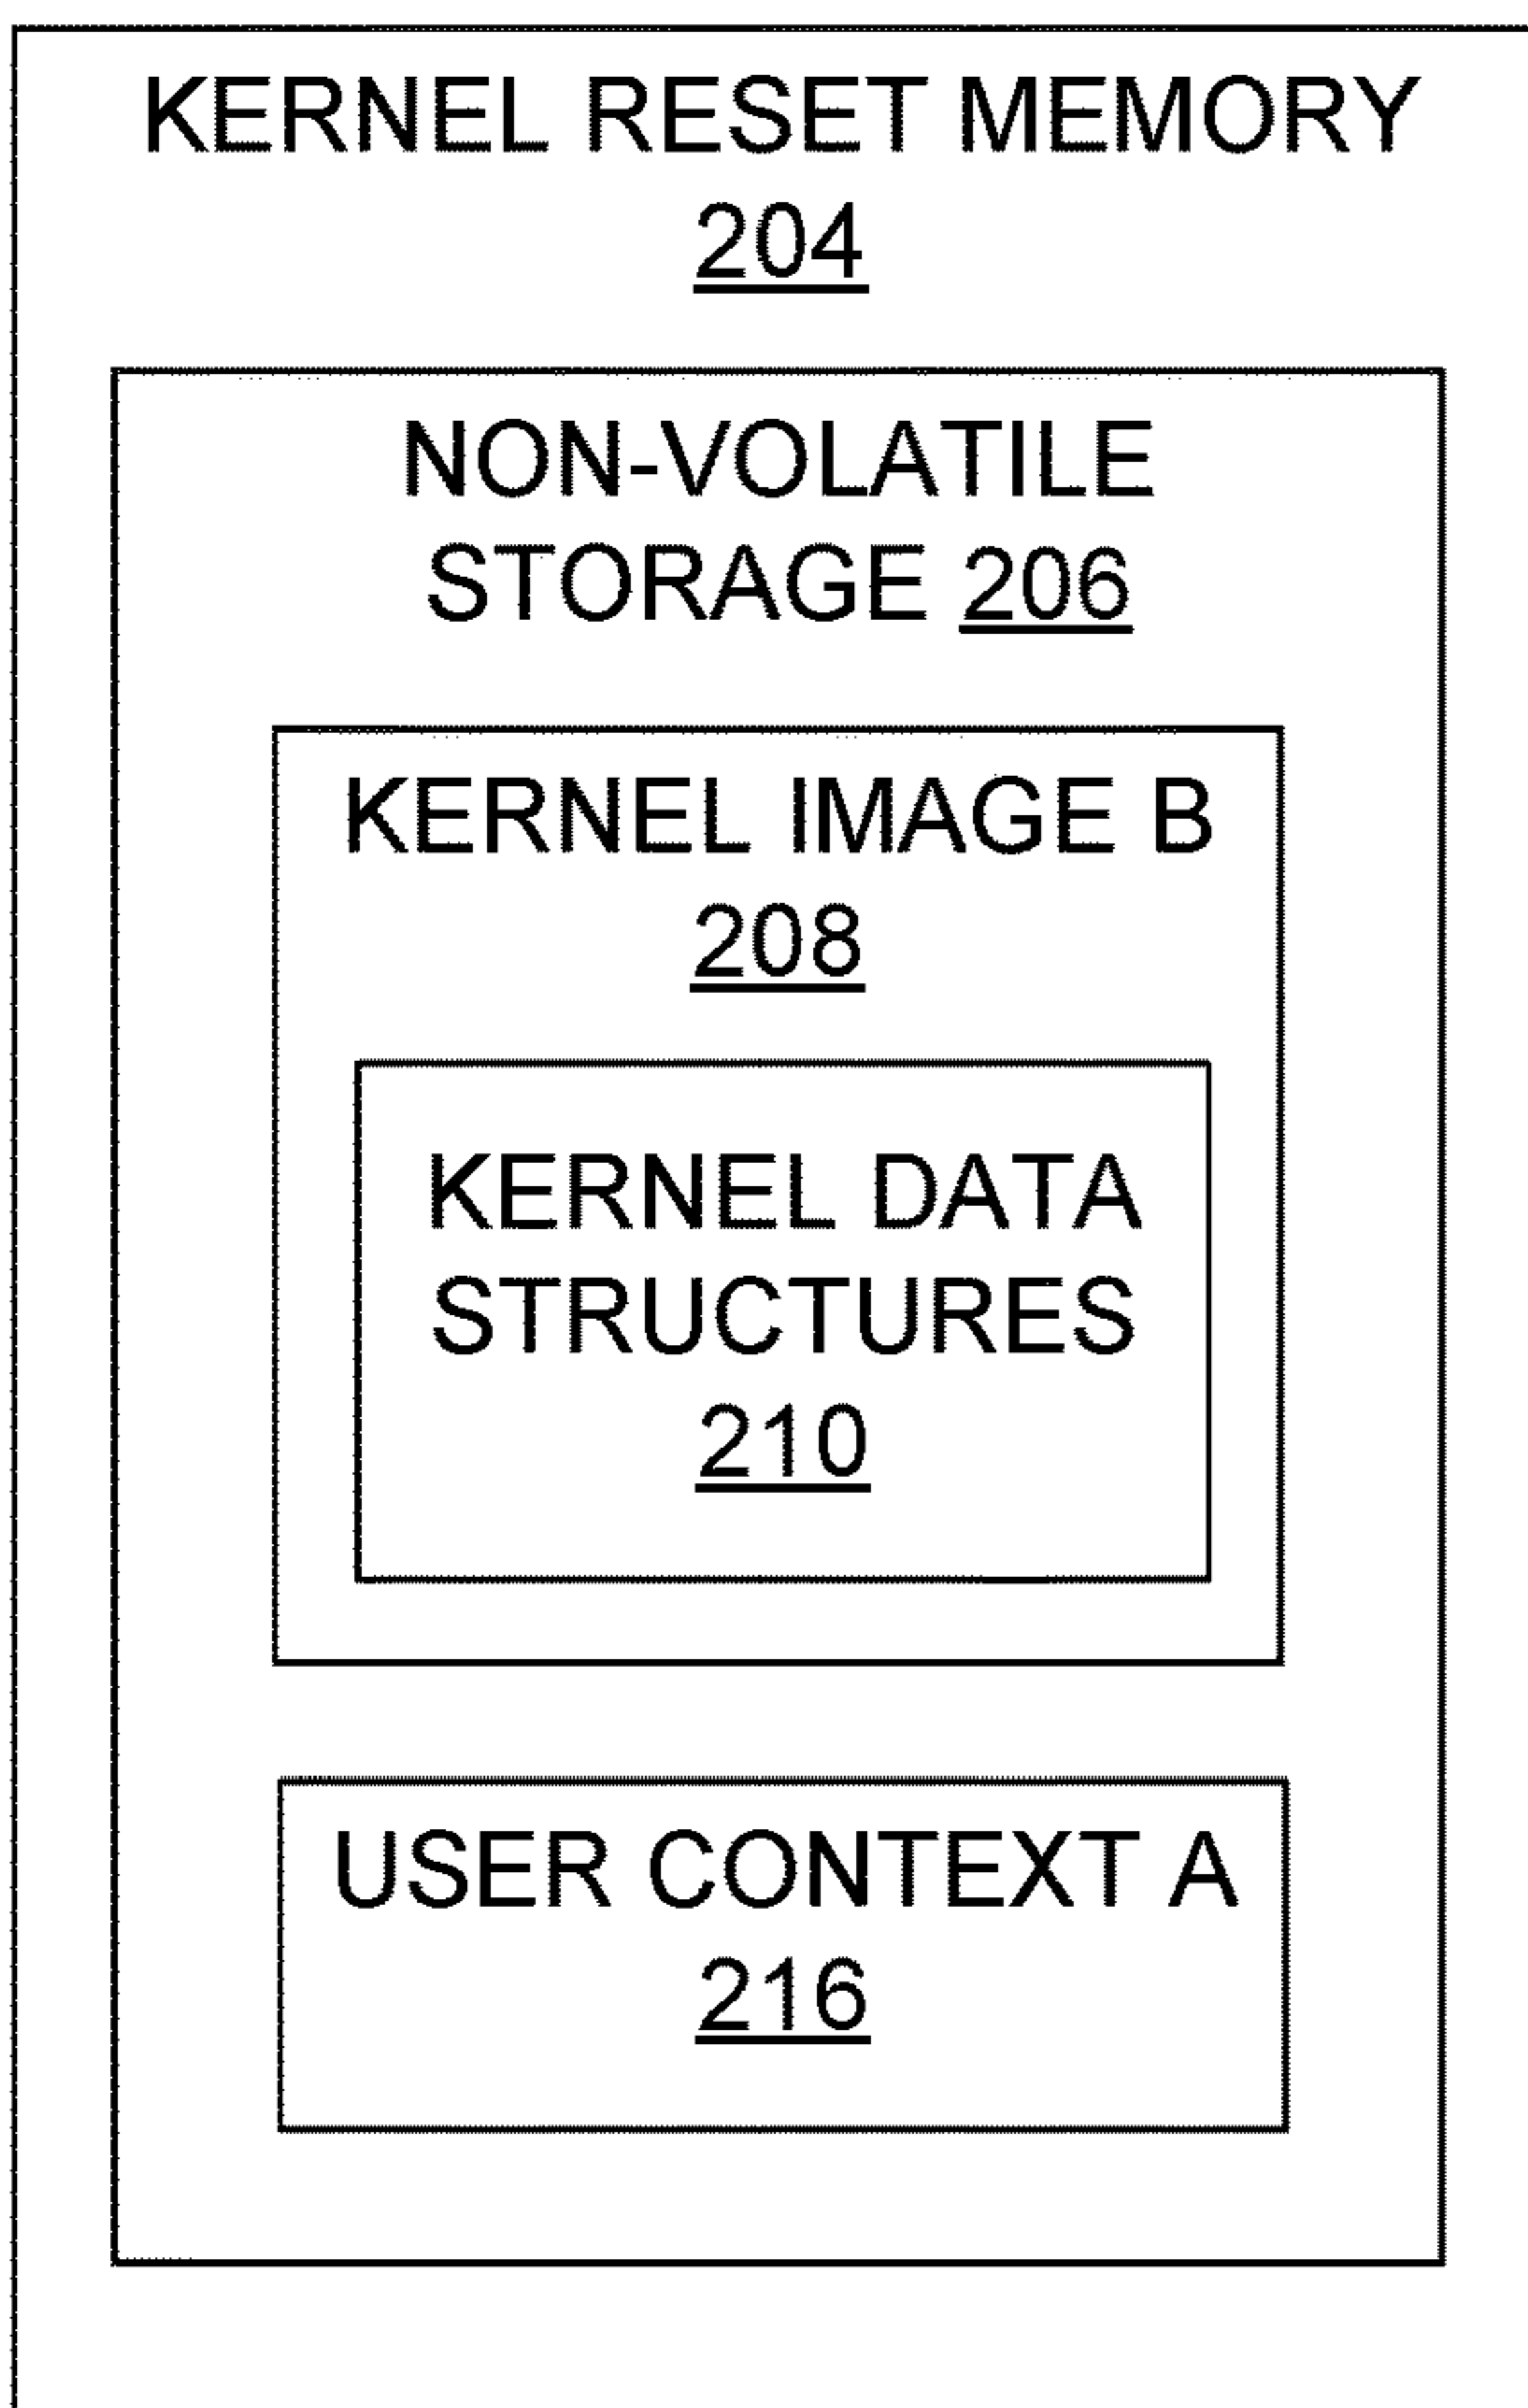 KERNEL RESET MEMORY
204
NON-VOLATILE
STORAGE 206
KERNEL IMAGE B
208
KERNEL DATA
STRUCTURES
210
USER CONTEXT A
216